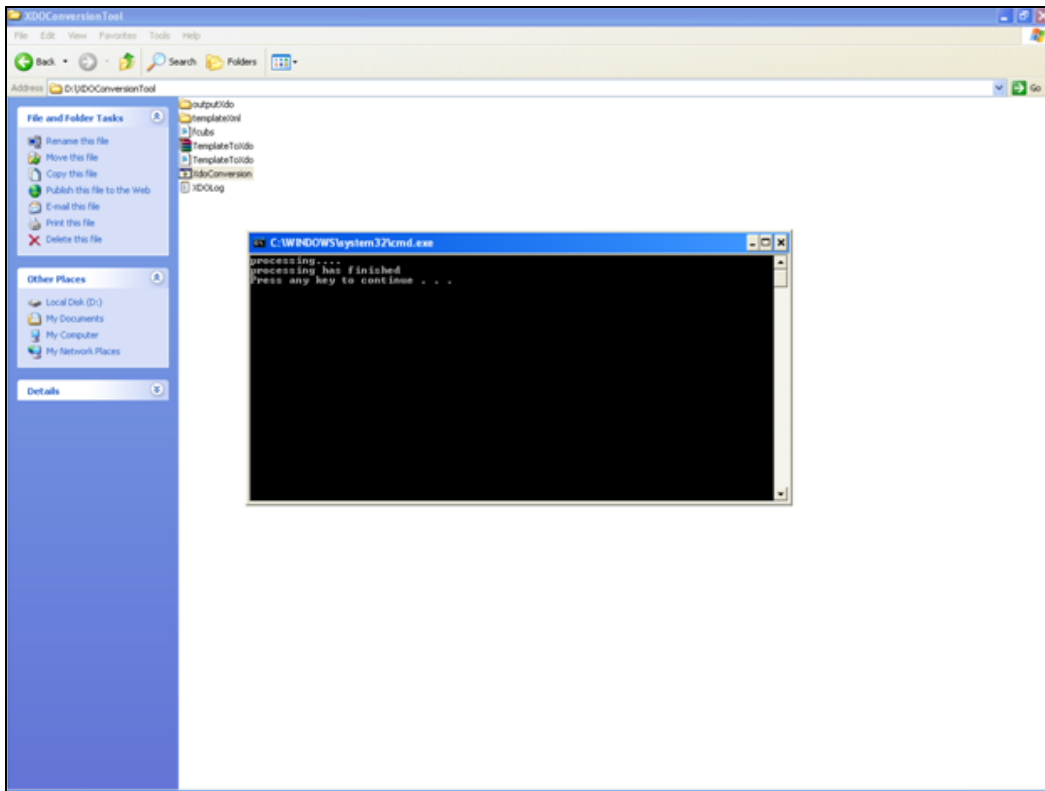 XDOConversionTool
File Edit View Favorites Tools Help
Back Search Folders
Address D:\XDOConversionTool Go
File and Folder Tasks
Rename this file
Move this file
Copy this file
Publish this file to the Web
E-mail this file
Print this file
Delete this file
Other Places
Local Disk (D:)
My Documents
My Computer
My Network Places
Details
outputXdo
templateXml
fcubs
TemplateToXdo
TemplateToXdo
XdoConversion
XDOLog
C:\WINDOWS\system32\cmd.exe
processing....
processing has finished
Press any key to continue . . .